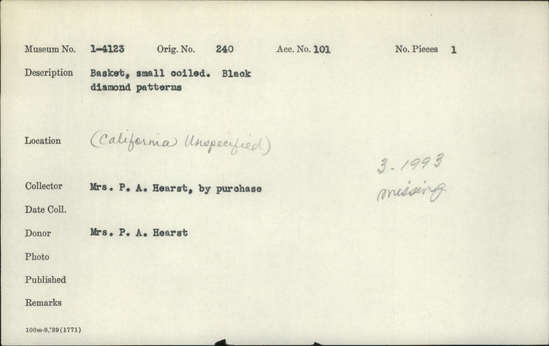 Museum No. 1-4123 Orig. No. 240 Acc. No. 101 No. Pieces 1
Description Basket, small coiled. Black
diamond patterns
Location (California Unspecified)
3-1993
missing
Collector Mrs. P. A. Hearst, by purchase
Date Coll.
Donor Mrs. P. A. Hearst
Photo
Published
Remarks
100m-8,'29(1771)